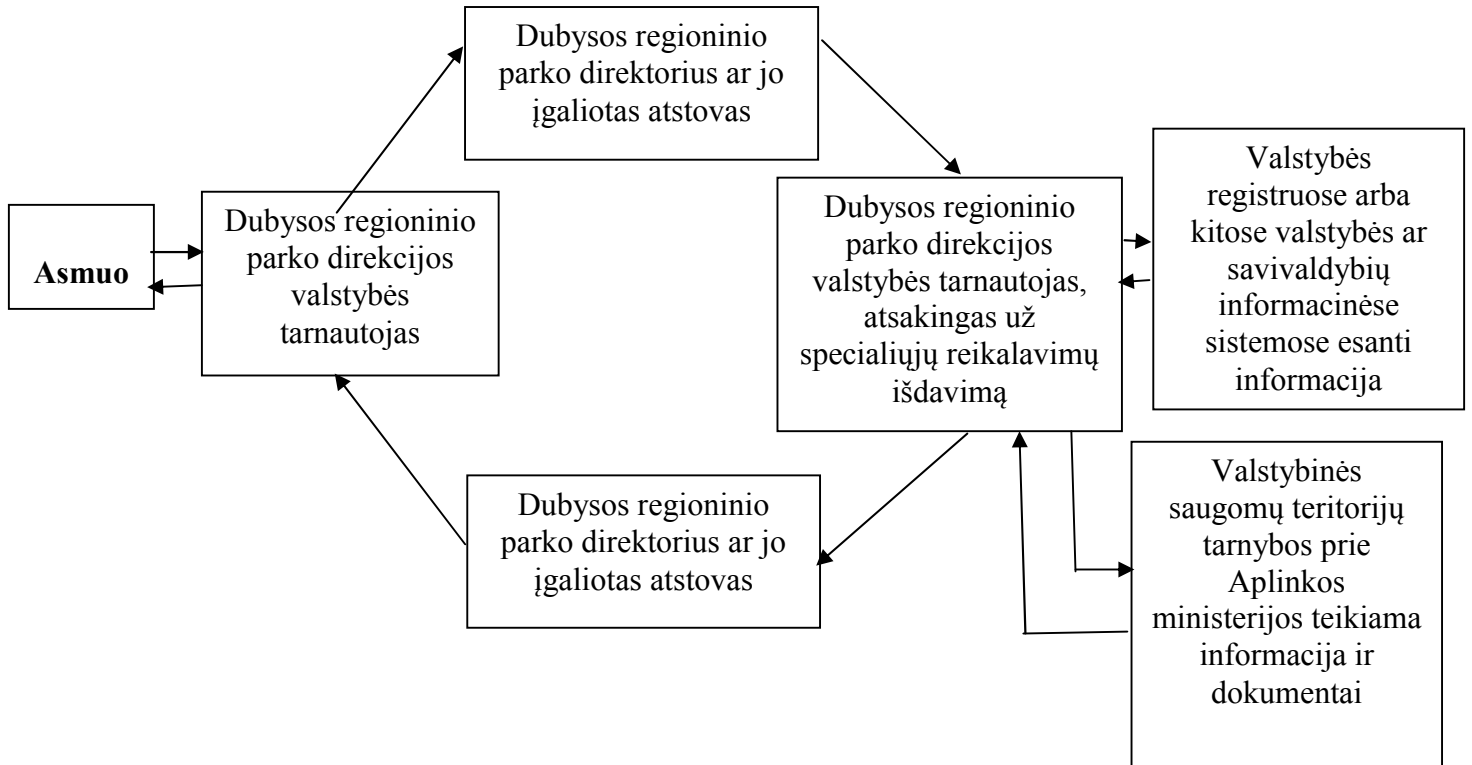 Dubysos regioninio
parko direktorius ar jo
įgaliotas atstovas
Asmuo
Dubysos regioninio
parko direkcijos
valstybės
tarnautojas
Dubysos regioninio
parko direkcijos
valstybės tarnautojas,
atsakingas už
specialiųjų reikalavimų
išdavimą
Valstybės
registruose arba
kitose valstybės ar
savivaldybių
informacinėse
sistemose esanti
informacija
Dubysos regioninio
parko direktorius ar jo
įgaliotas atstovas
Valstybinės
saugomų teritorijų
tarnybos prie
Aplinkos
ministerijos teikiama
informacija ir
dokumentai